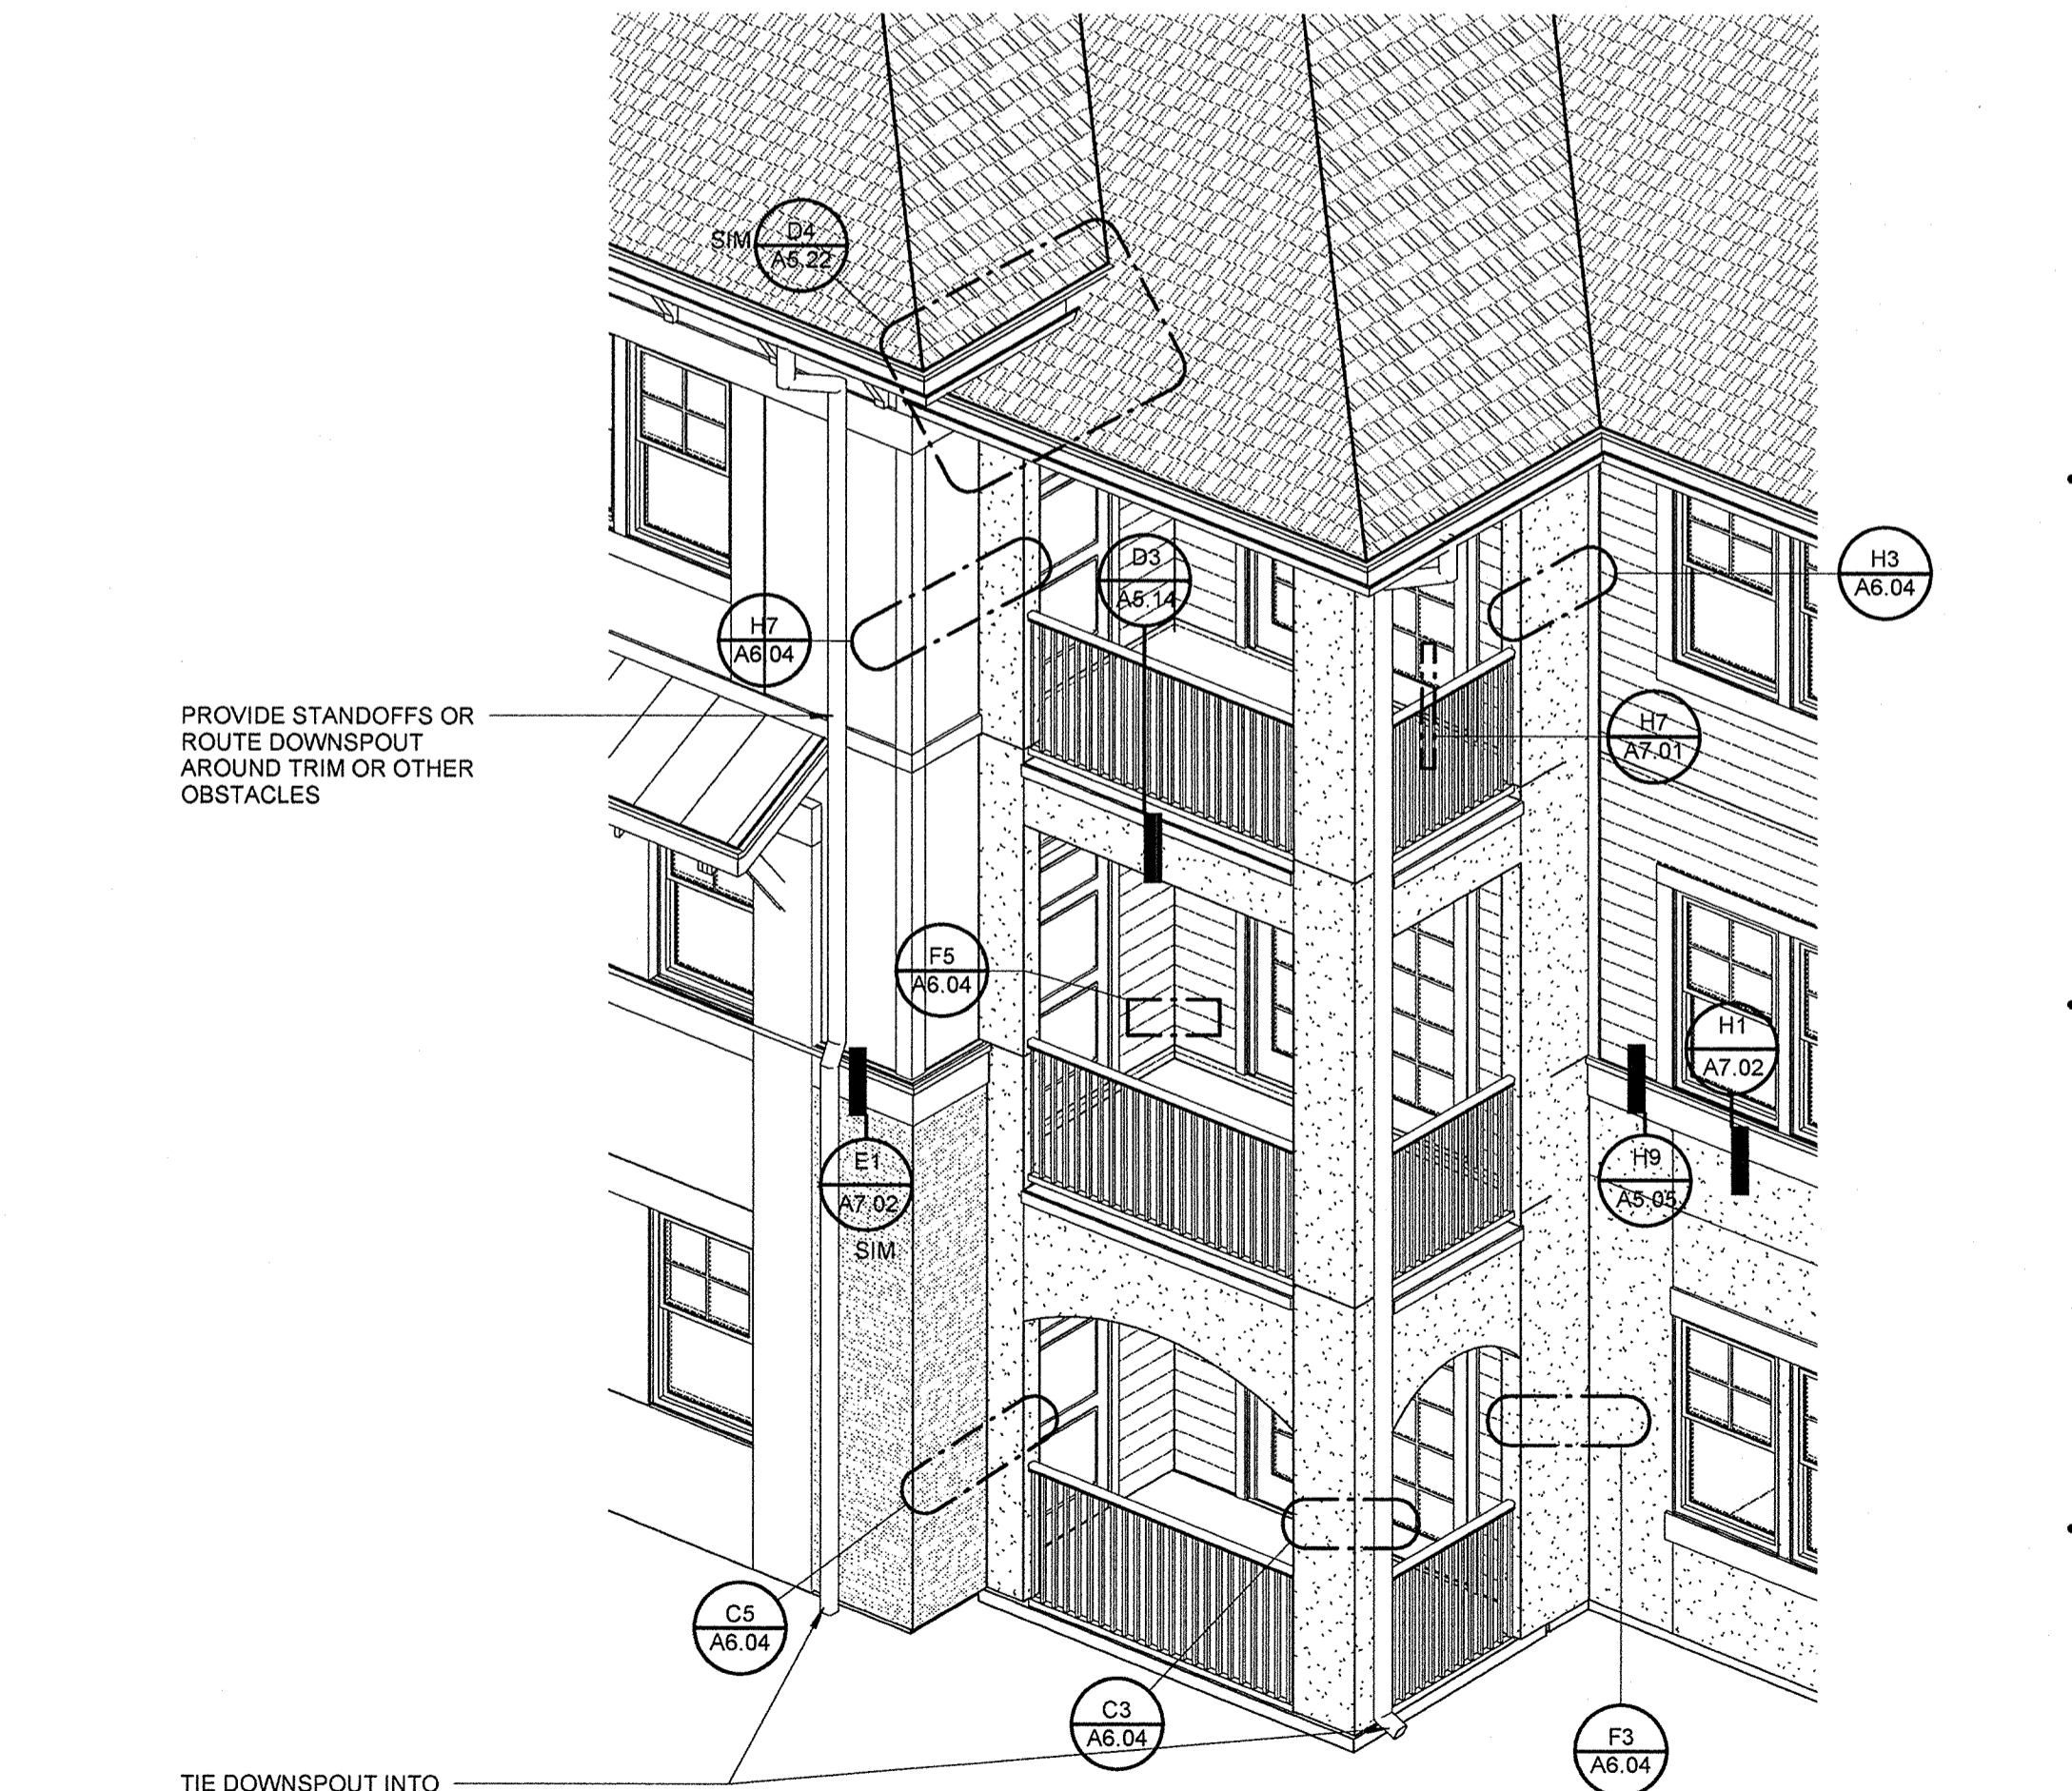 SIM
D4
A5.22
D3
A5.14
H3
A6.04
H7
A6.04
PROVIDE STANDOFFS OR
ROUTE DOWNSPOUT
AROUND TRIM OR OTHER
OBSTACLES
H7
A7.01
F5
A6.04
H1
A7.02
E1
A7.02
SIM
H9
A5.05
C5
A6.04
C3
A6.04
F3
A6.04
TIE DOWNSPOUT INTO